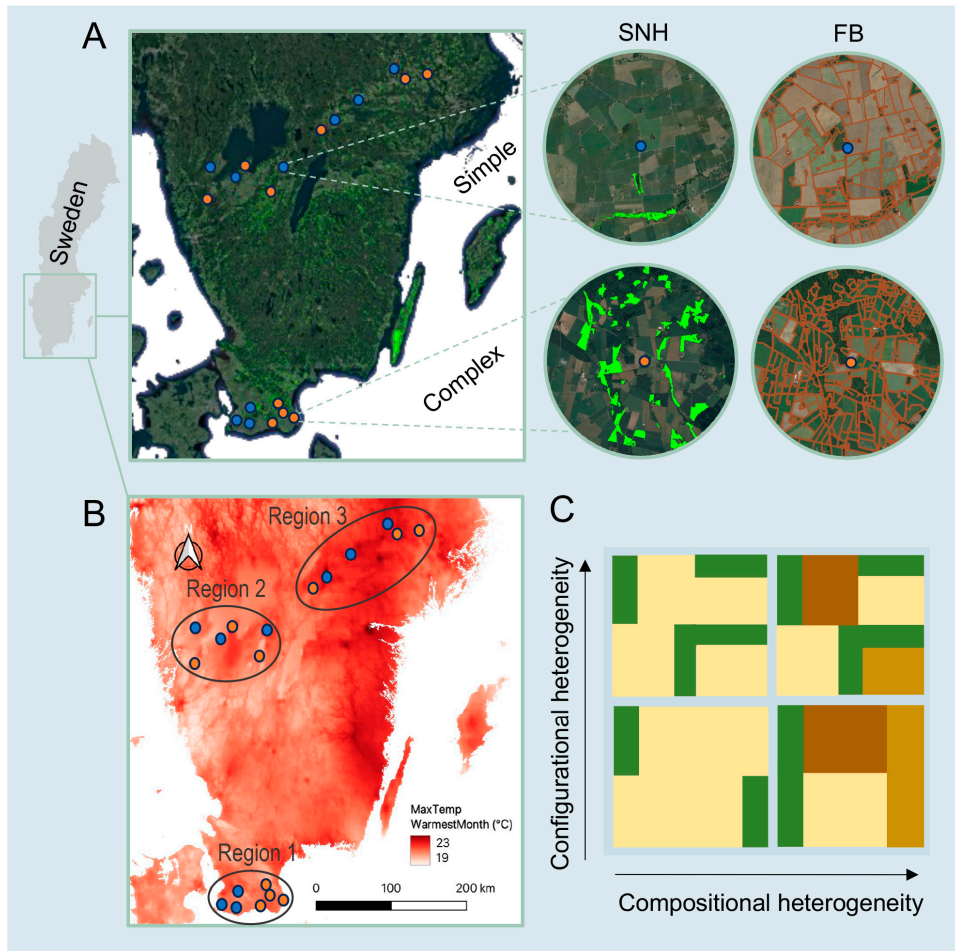 A
SNH
FB
Sweden
Simple
Complex
B
Region 3
N
Region 2
MaxTemp
WarmestMonth (°C)
23
19
Region 1
0
100
200 km
C
Configurational heterogeneity
Compositional heterogeneity